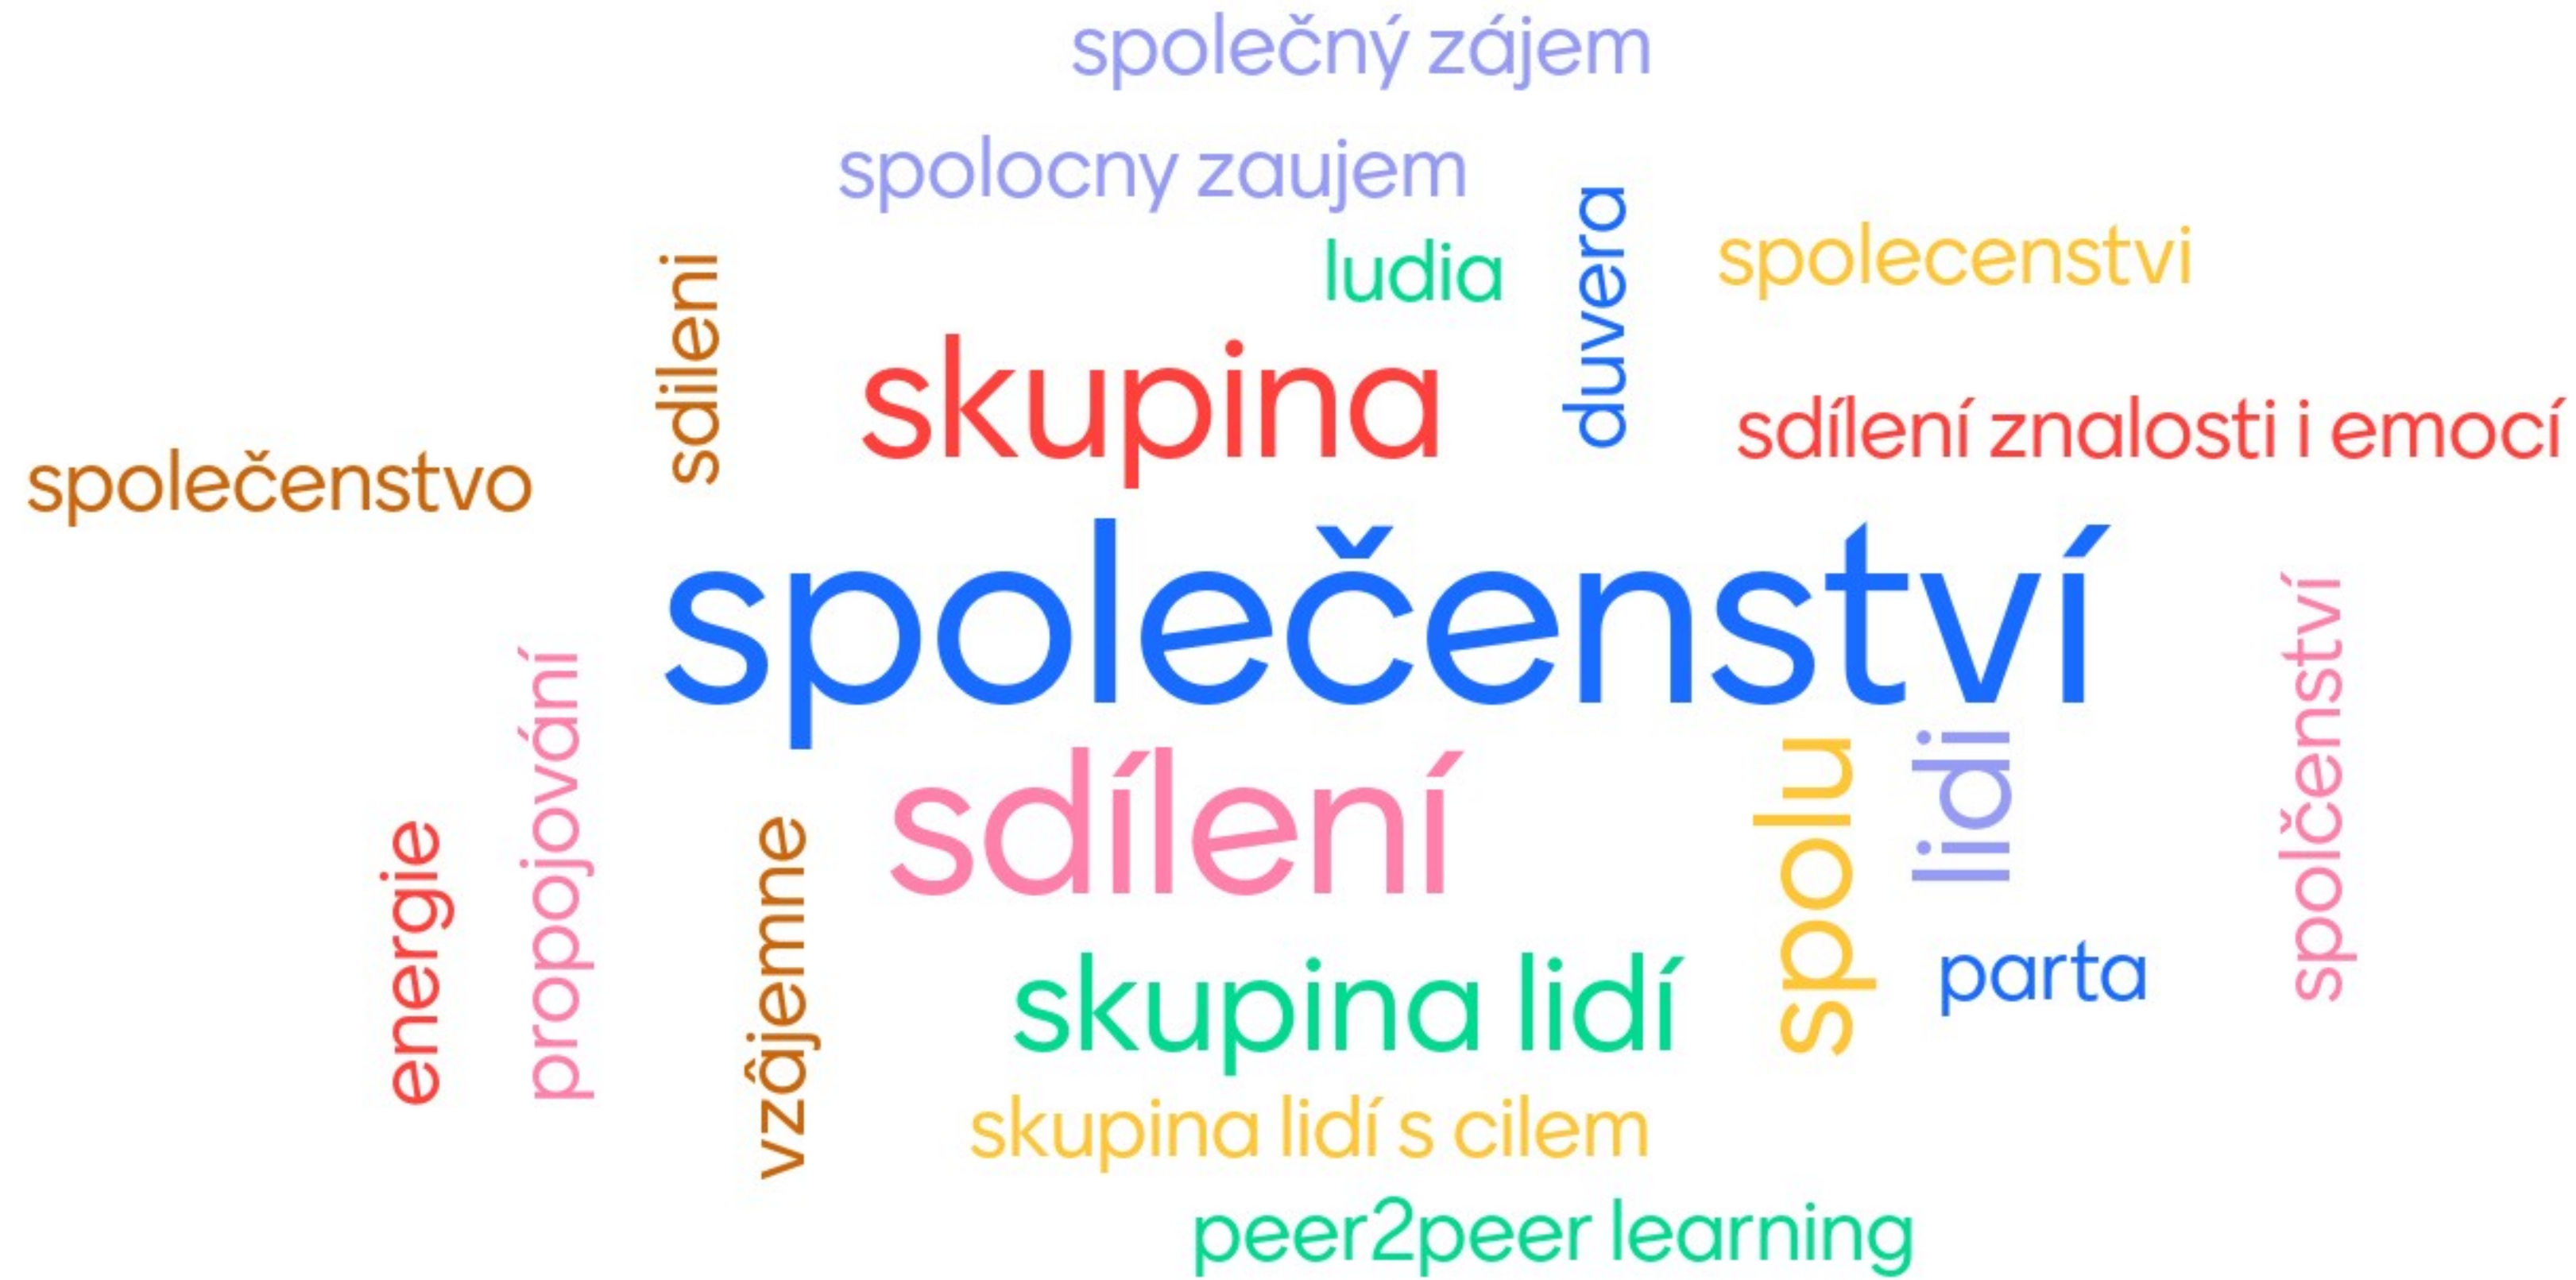 společný zájem
spolocny zaujem
ludia
duvera
spolecenstvi
sdileni
skupina
sdílení znalosti i emocí
společenstvo
společenství
spolčenství
propojování
sdílení
spolu
lidi
energie
vzâjemne
skupina lidí
parta
skupina lidí s cilem
peer2peer learning